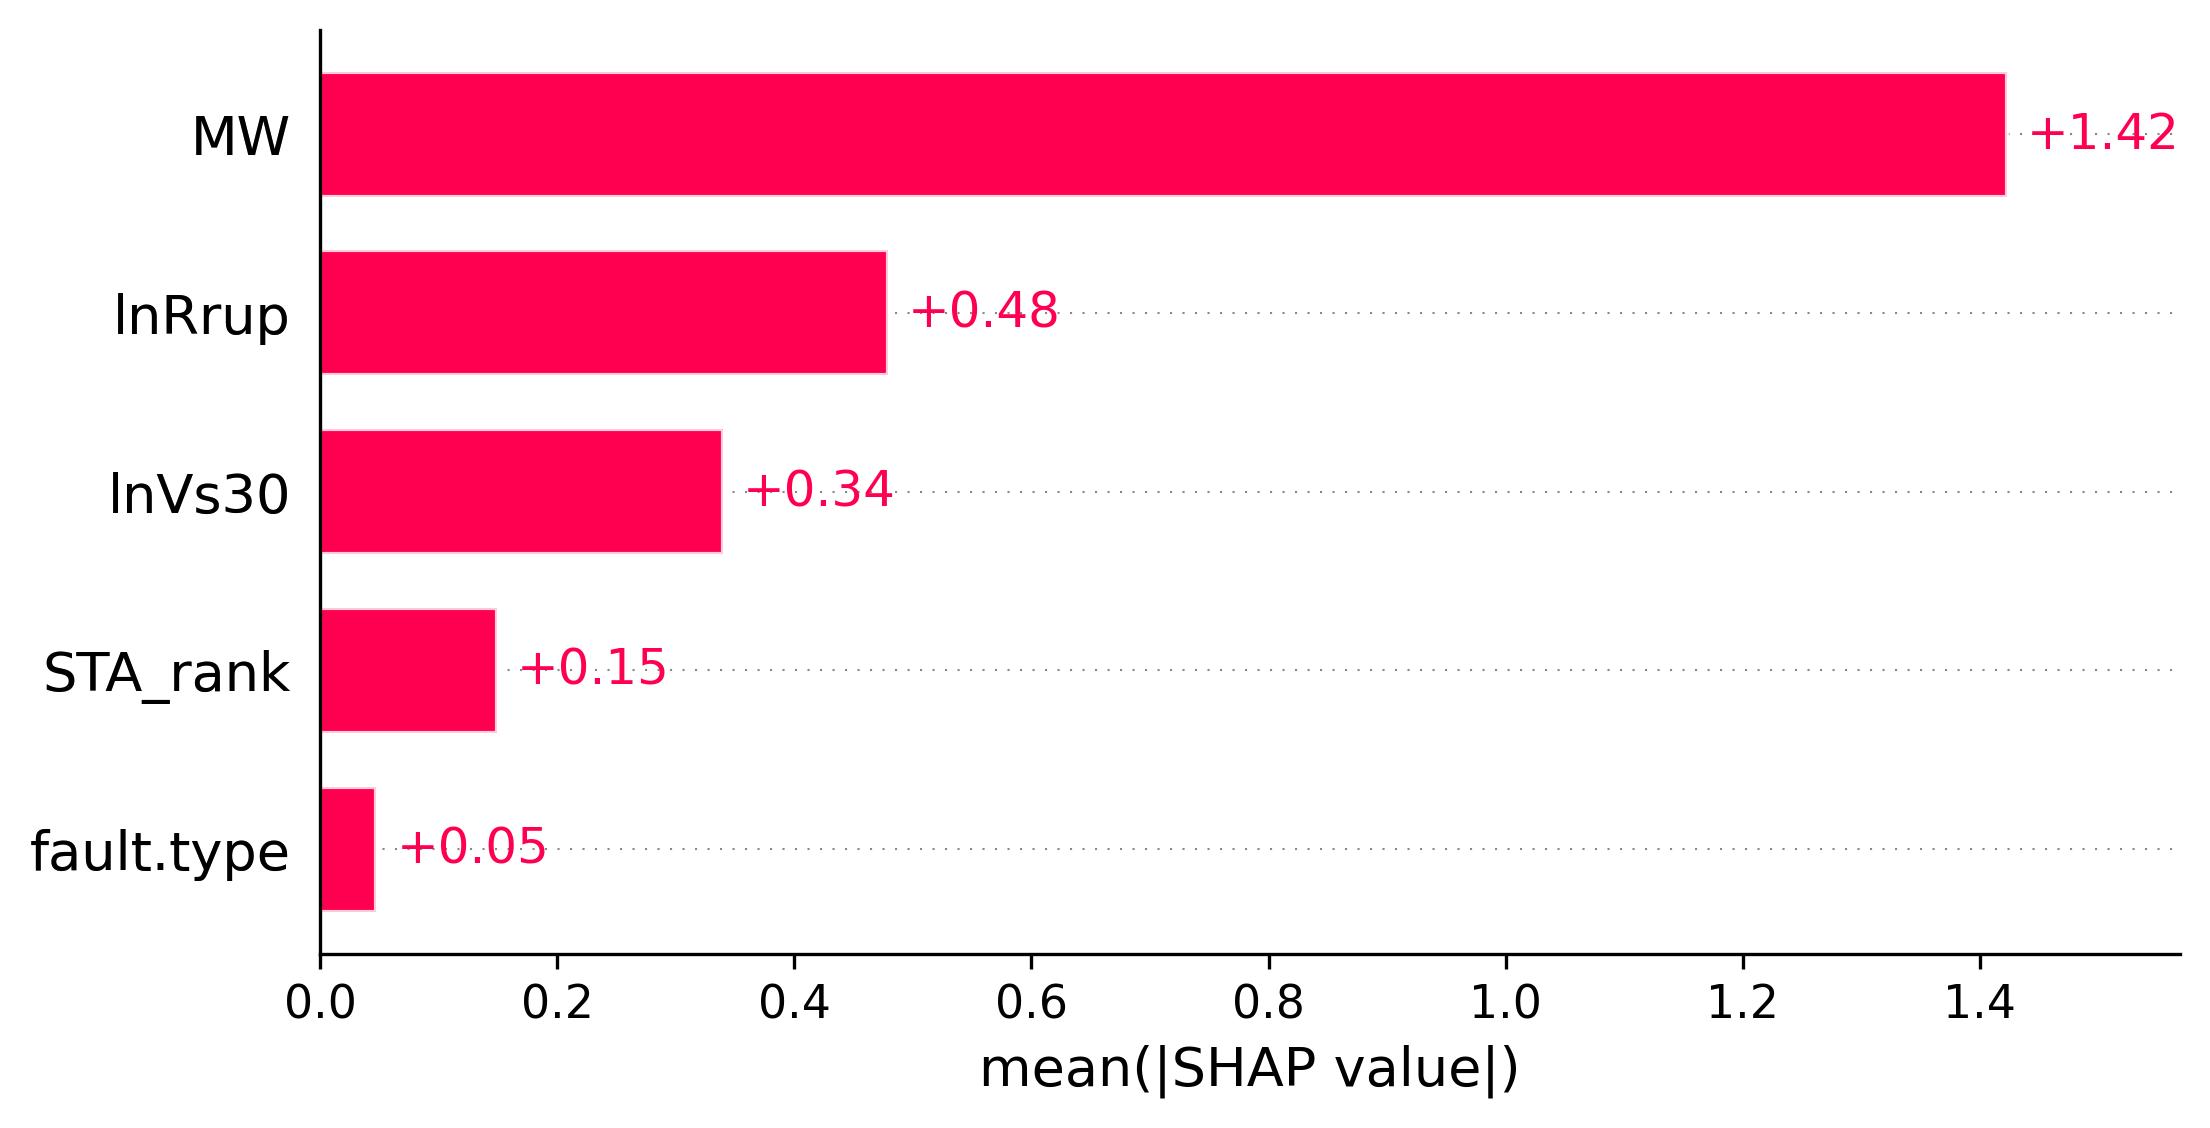 MW +1.42
lnRrup +0.48
lnVs30 +0.34
STA_rank +0.15
fault.type +0.05
0.0 0.2 0.4 0.6 0.8 1.0 1.2 1.4
mean(|SHAP value|)